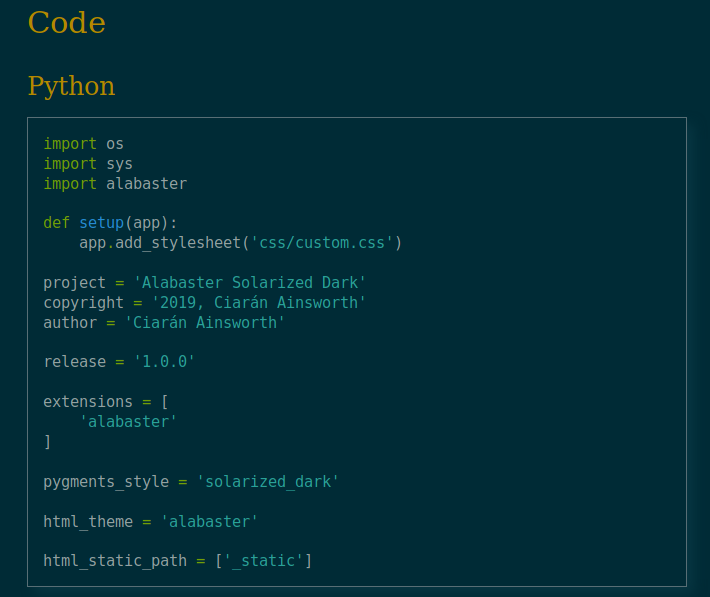 Code
Python
import os
import sys
import alabaster
def setup(app):
    app.add_stylesheet('css/custom.css')
project = 'Alabaster Solarized Dark'
copyright = '2019, Ciarán Ainsworth'
author = 'Ciarán Ainsworth'
release = '1.0.0'
extensions = [
    'alabaster'
]
pygments_style = 'solarized_dark'
html_theme = 'alabaster'
html_static_path = ['_static']